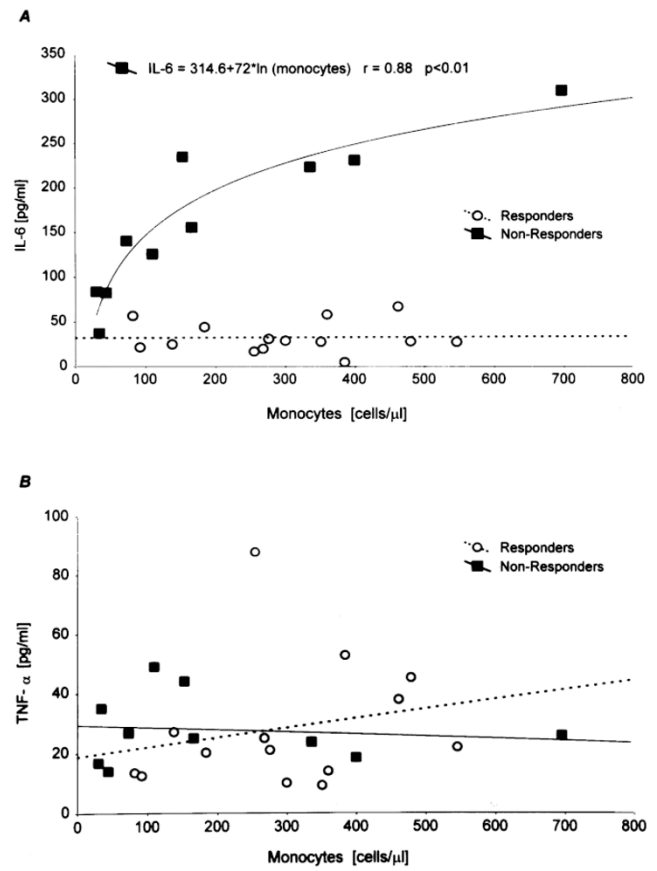 A
IL-6 = 314.6+72*ln (monocytes) r = 0.88 p<0.01
350
300
250
200
150
100
50
0
IL-6 [pg/ml]
Responders
Non-Responders
0 100 200 300 400 500 600 700 800
Monocytes [cells/µl]
B
100
80
60
40
20
0
TNF- α [pg/ml]
Responders
Non-Responders
0 100 200 300 400 500 600 700 800
Monocytes [cells/µl]